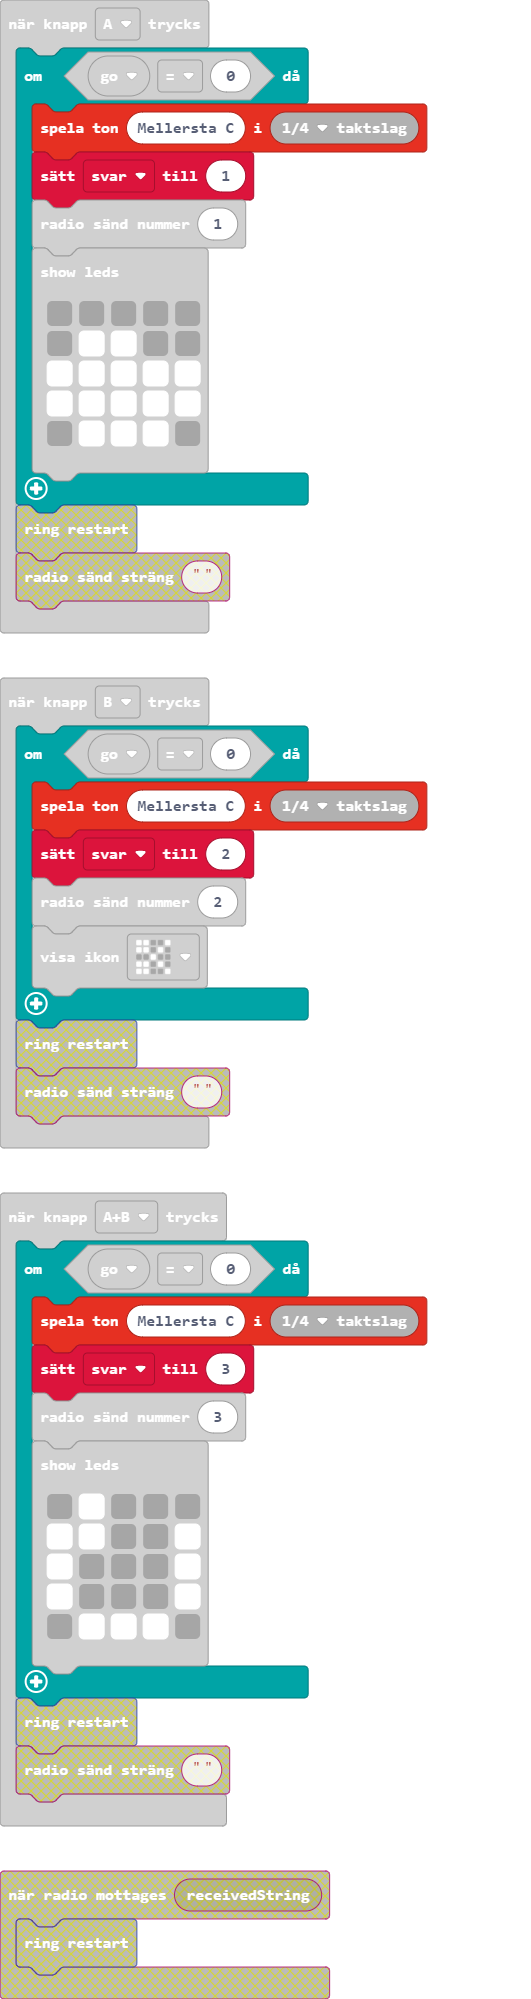 när knapp A trycks
om go = 0 då
spela ton Mellersta C i 1/4 taktslag
sätt svar till 1
radio sänd nummer 1
show leds
ring restart
radio sänd sträng " "
när knapp B trycks
om go = 0 då
spela ton Mellersta C i 1/4 taktslag
sätt svar till 2
radio sänd nummer 2
visa ikon
ring restart
radio sänd sträng " "
när knapp A+B trycks
om go = 0 då
spela ton Mellersta C i 1/4 taktslag
sätt svar till 3
radio sänd nummer 3
show leds
ring restart
radio sänd sträng " "
när radio mottages receivedString
ring restart